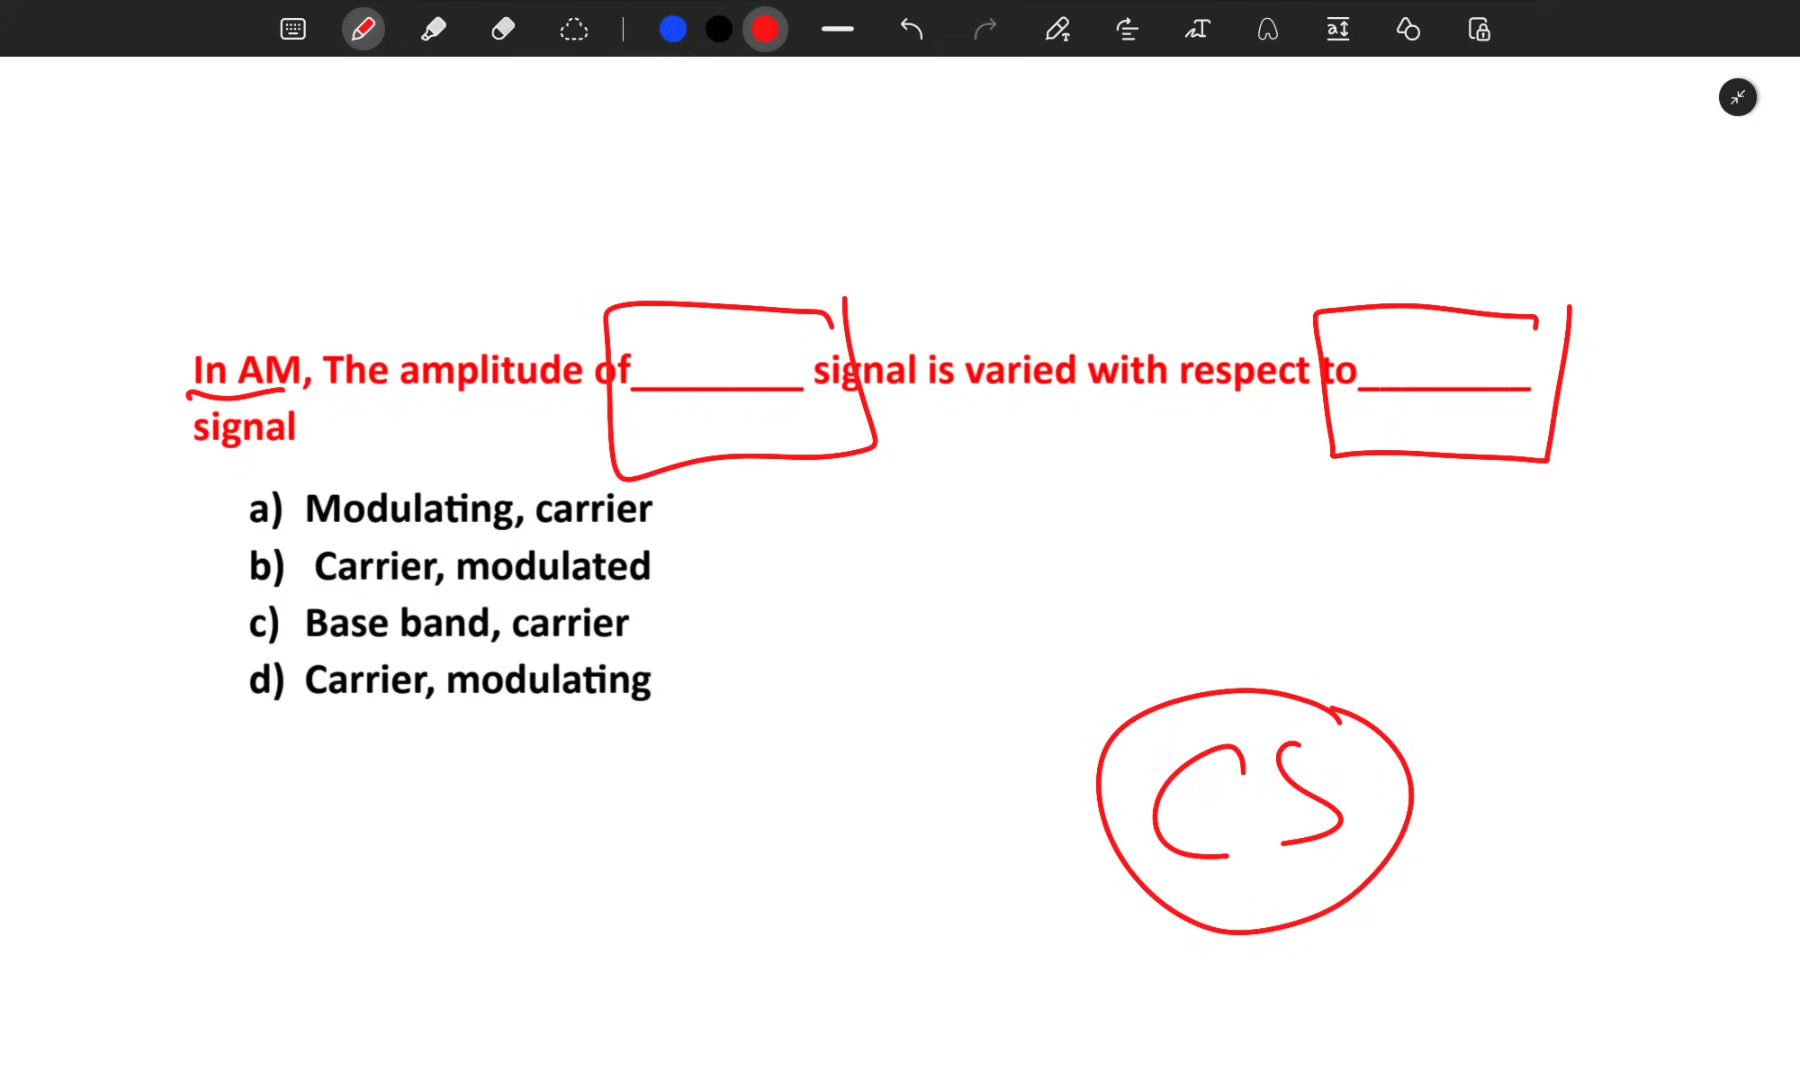 In AM, The amplitude of________ signal is varied with respect to________
signal
a) Modulating, carrier
b) Carrier, modulated
c) Base band, carrier
d) Carrier, modulating
CS